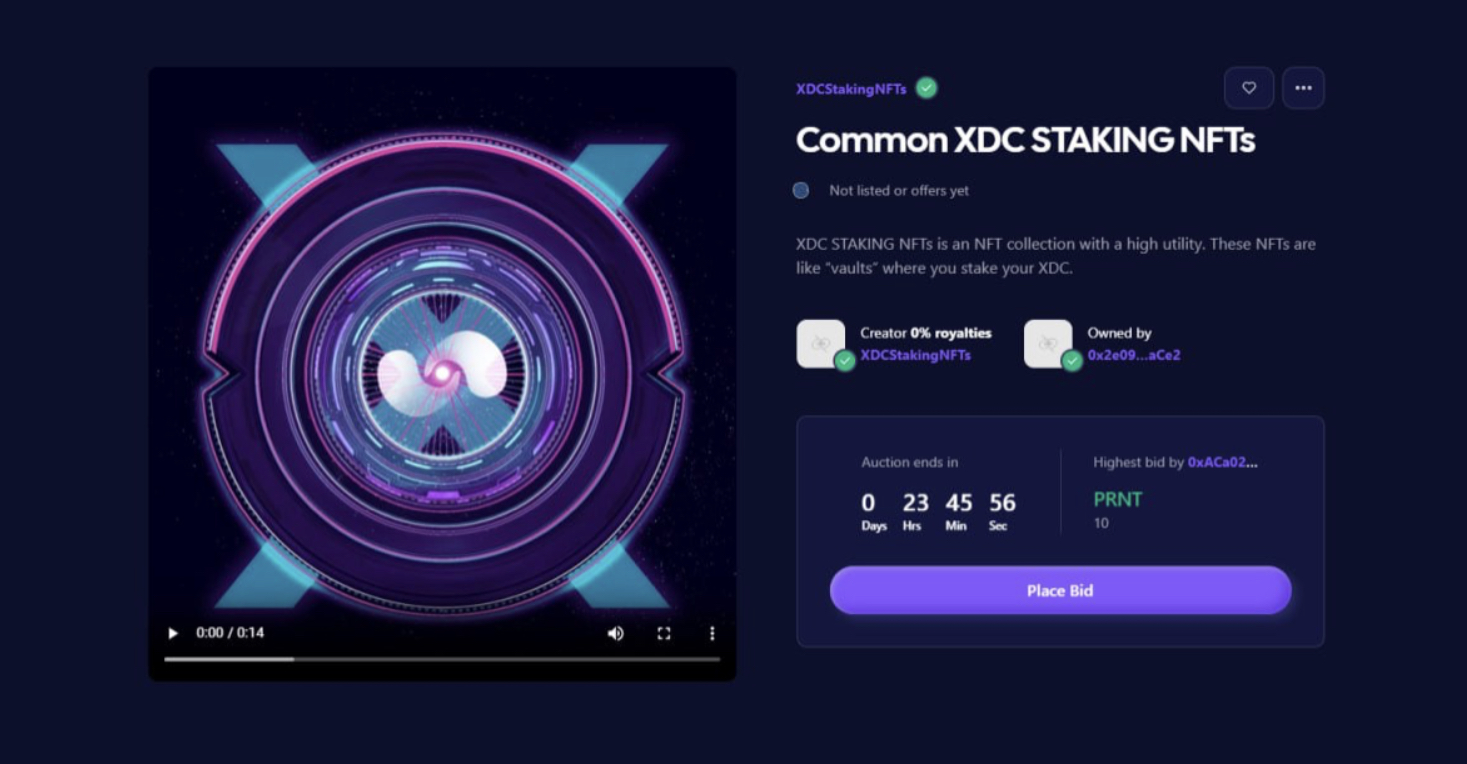 XDCStakingNFTs
Common XDC STAKING NFTs
Not listed or offers yet
XDC STAKING NFTs is an NFT collection with a high utility. These NFTs are
like “vaults” where you stake your XDC.
Creator 0% royalties
XDCStakingNFTs
Owned by
0x2e09...aCe2
Auction ends in
0 23 45 56
Days Hrs Min Sec
Highest bid by 0xACa02...
PRNT
10
Place Bid
0:00 / 0:14